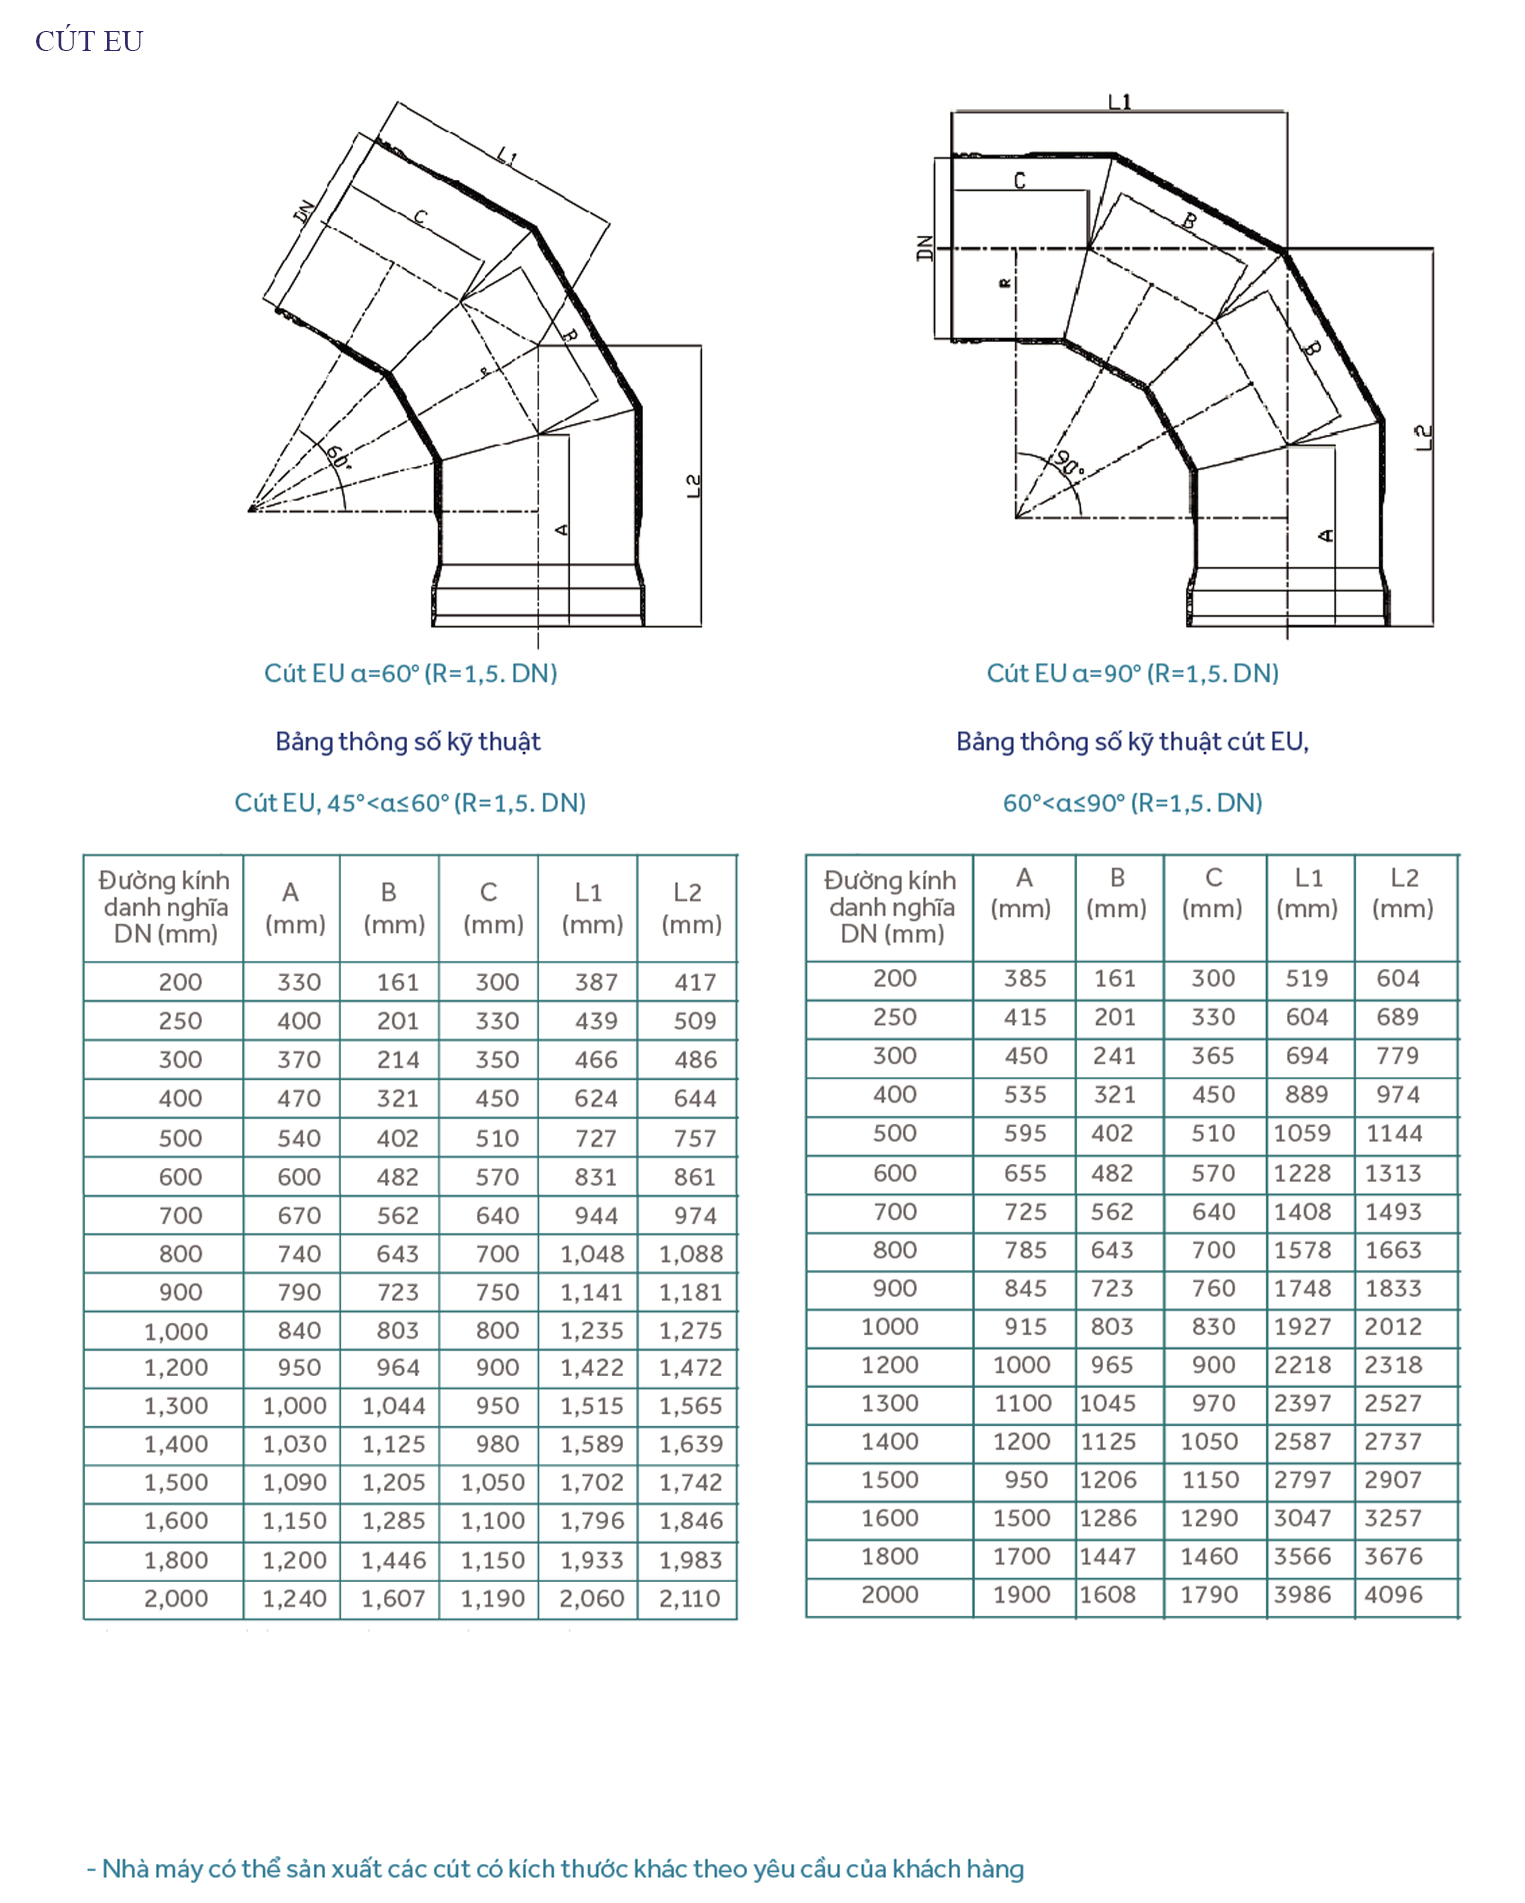 CÚT EU
L1
DN
C
B
R
60°
A
L2
L1
DN
C
B
R
B
90°
A
L2
Cút EU α=60° (R=1,5. DN)
Cút EU α=90° (R=1,5. DN)
Bảng thông số kỹ thuật
Bảng thông số kỹ thuật cút EU,
Cút EU, 45°<α≤60° (R=1,5. DN)
60°<α≤90° (R=1,5. DN)
Đường kính danh nghĩa DN (mm) A (mm) B (mm) C (mm) L1 (mm) L2 (mm)
200 330 161 300 387 417
250 400 201 330 439 509
300 370 214 350 466 486
400 470 321 450 624 644
500 540 402 510 727 757
600 600 482 570 831 861
700 670 562 640 944 974
800 740 643 700 1,048 1,088
900 790 723 750 1,141 1,181
1,000 840 803 800 1,235 1,275
1,200 950 964 900 1,422 1,472
1,300 1,000 1,044 950 1,515 1,565
1,400 1,030 1,125 980 1,589 1,639
1,500 1,090 1,205 1,050 1,702 1,742
1,600 1,150 1,285 1,100 1,796 1,846
1,800 1,200 1,446 1,150 1,933 1,983
2,000 1,240 1,607 1,190 2,060 2,110
Đường kính danh nghĩa DN (mm) A (mm) B (mm) C (mm) L1 (mm) L2 (mm)
200 385 161 300 519 604
250 415 201 330 604 689
300 450 241 365 694 779
400 535 321 450 889 974
500 595 402 510 1059 1144
600 655 482 570 1228 1313
700 725 562 640 1408 1493
800 785 643 700 1578 1663
900 845 723 760 1748 1833
1000 915 803 830 1927 2012
1200 1000 965 900 2218 2318
1300 1100 1045 970 2397 2527
1400 1200 1125 1050 2587 2737
1500 950 1206 1150 2797 2907
1600 1500 1286 1290 3047 3257
1800 1700 1447 1460 3566 3676
2000 1900 1608 1790 3986 4096
- Nhà máy có thể sản xuất các cút có kích thước khác theo yêu cầu của khách hàng